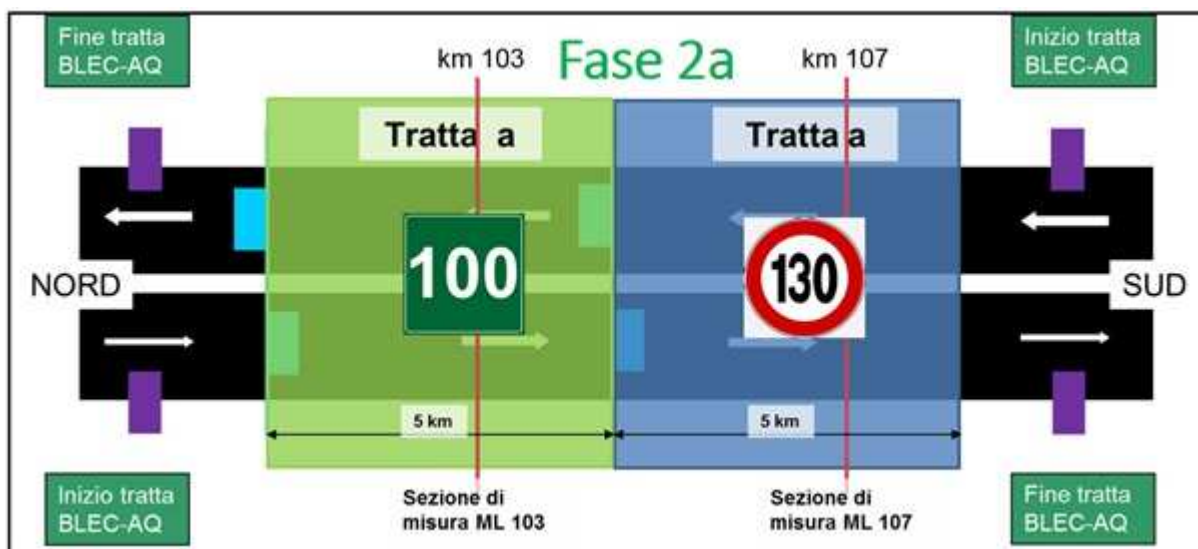 Fine tratta
BLEC-AQ
km 103
Fase 2a
km 107
Inizio tratta
BLEC-AQ
Tratta a
Tratta a
100
130
NORD
SUD
5 km
5 km
Inizio tratta
BLEC-AQ
Sezione di
misura ML 103
Sezione di
misura ML 107
Fine tratta
BLEC-AQ